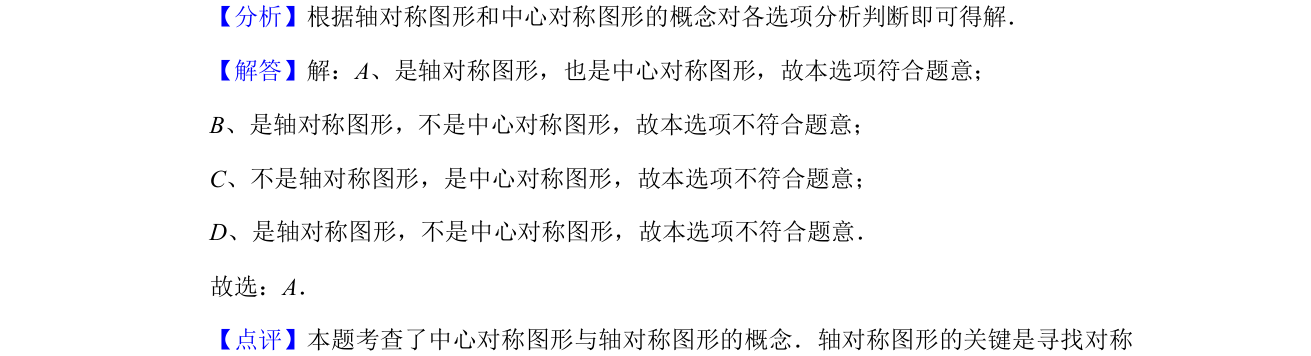 【分析】根据轴对称图形和中心对称图形的概念对各选项分析判断即可得解．
【解答】解：A、是轴对称图形，也是中心对称图形，故本选项符合题意；
B、是轴对称图形，不是中心对称图形，故本选项不符合题意；
C、不是轴对称图形，是中心对称图形，故本选项不符合题意；
D、是轴对称图形，不是中心对称图形，故本选项不符合题意．
故选：A．
【点评】本题考查了中心对称图形与轴对称图形的概念．轴对称图形的关键是寻找对称